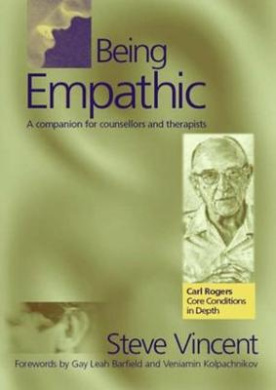 Being
Empathic
A companion for counsellors and therapists
Carl Rogers
Core Conditions
in Depth
Steve Vincent
Forewords by Gay Leah Barfield and Veniamin Kolpachnikov